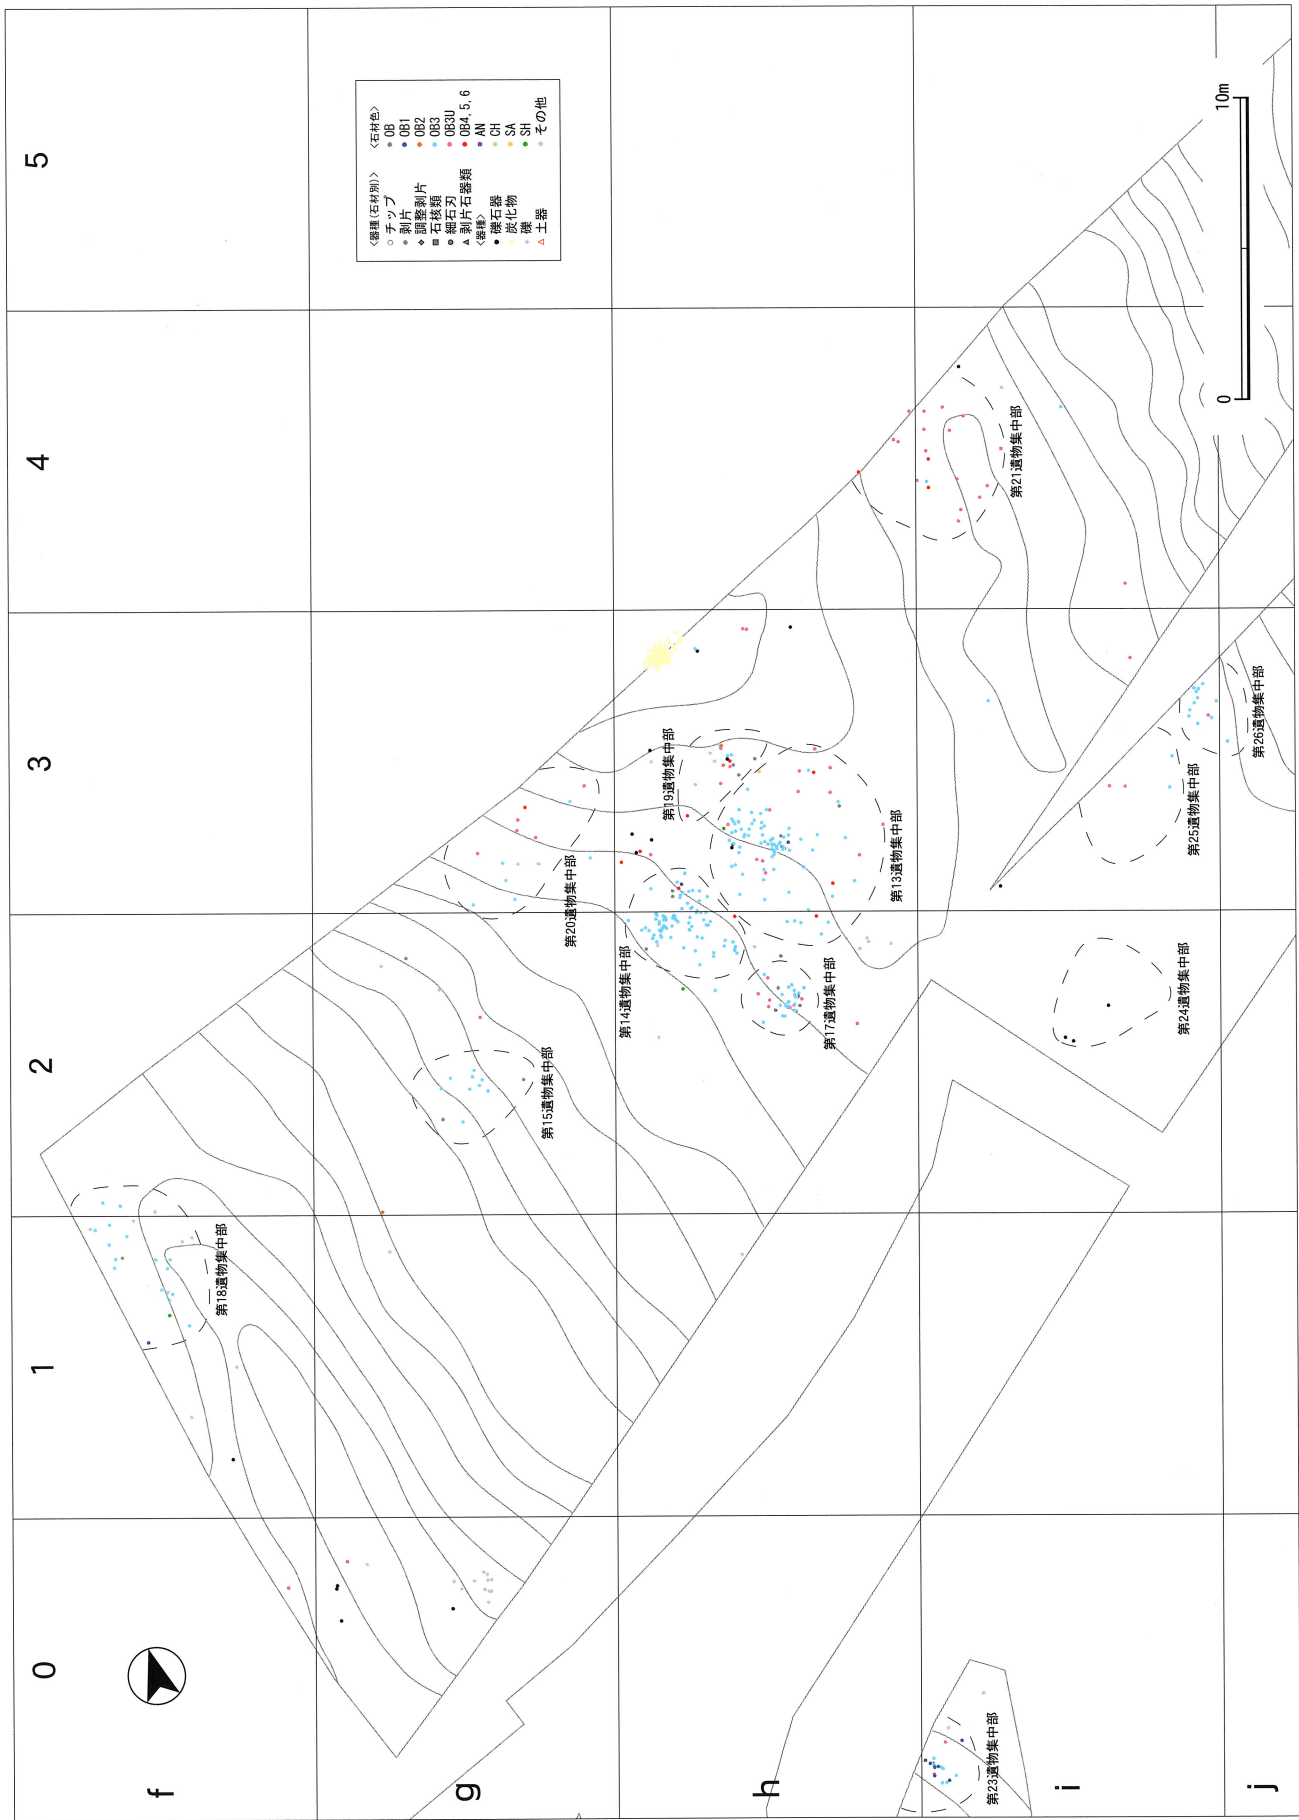 0
1
2
3
4
5
f
g
h
i
j
<器種(石材別)>
チップ
剥片
調整剥片
石核類
細石刃
剥片石器類
<器種>
礫石器
炭化物
礫
土器
<石材色>
OB
OB1
OB2
OB3
OB3U
OB4, 5, 6
AN
CH
SA
SH
その他
第18遺物集中部
第15遺物集中部
第20遺物集中部
第14遺物集中部
第19遺物集中部
第17遺物集中部
第13遺物集中部
第21遺物集中部
第23遺物集中部
第24遺物集中部
第25遺物集中部
第26遺物集中部
0
10m